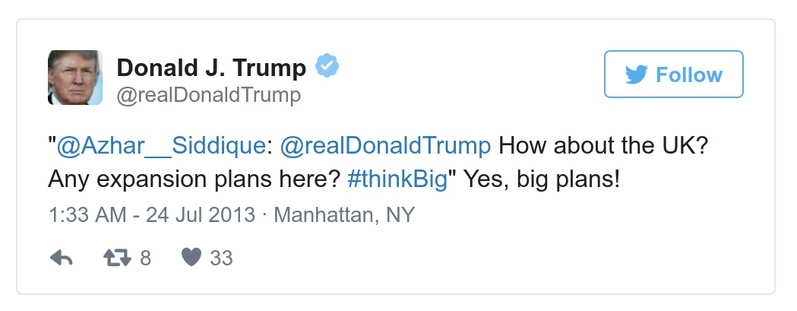 Donald J. Trump
@realDonaldTrump
Follow
"@Azhar__Siddique: @realDonaldTrump How about the UK?
Any expansion plans here? #thinkBig" Yes, big plans!
1:33 AM - 24 Jul 2013 · Manhattan, NY
8 33